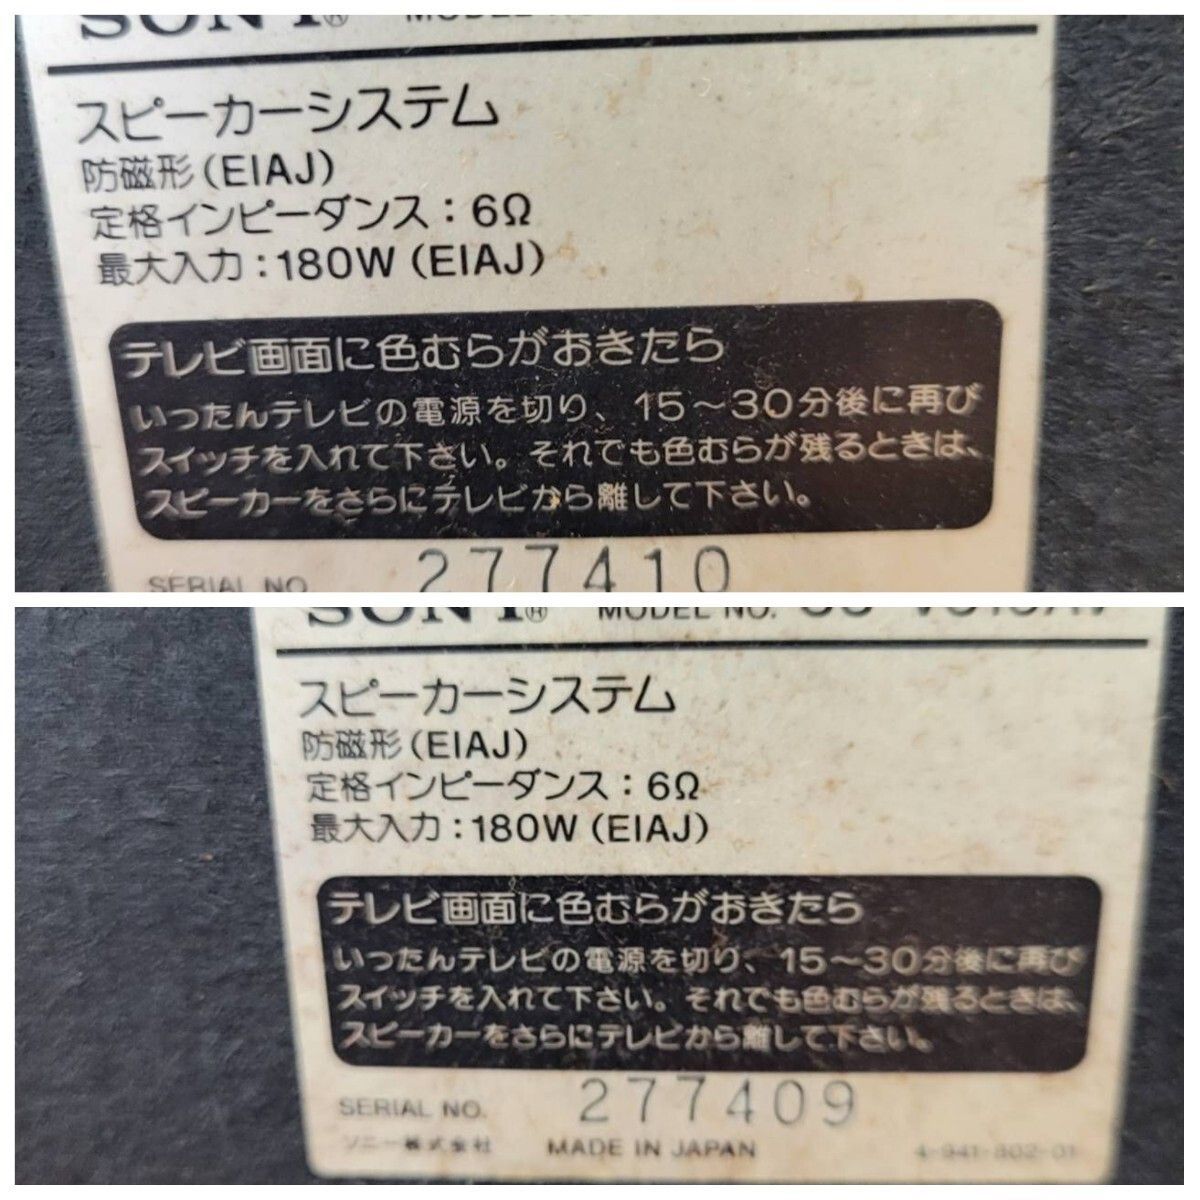 SONY® MODEL
スピーカーシステム
防磁形(EIAJ)
定格インピーダンス：6Ω
最大入力：180W(EIAJ)
テレビ画面に色むらがおきたら
いったんテレビの電源を切り、15～30分後に再び
スイッチを入れて下さい。それでも色むらが残るときは、
スピーカーをさらにテレビから離して下さい。
SERIAL NO. 277410
SONY® MODEL NO.
スピーカーシステム
防磁形(EIAJ)
定格インピーダンス：6Ω
最大入力：180W(EIAJ)
テレビ画面に色むらがおきたら
いったんテレビの電源を切り、15～30分後に再び
スイッチを入れて下さい。それでも色むらが残るときは、
スピーカーをさらにテレビから離して下さい。
SERIAL NO. 277409
ソニー株式会社 MADE IN JAPAN 4-941-802-01